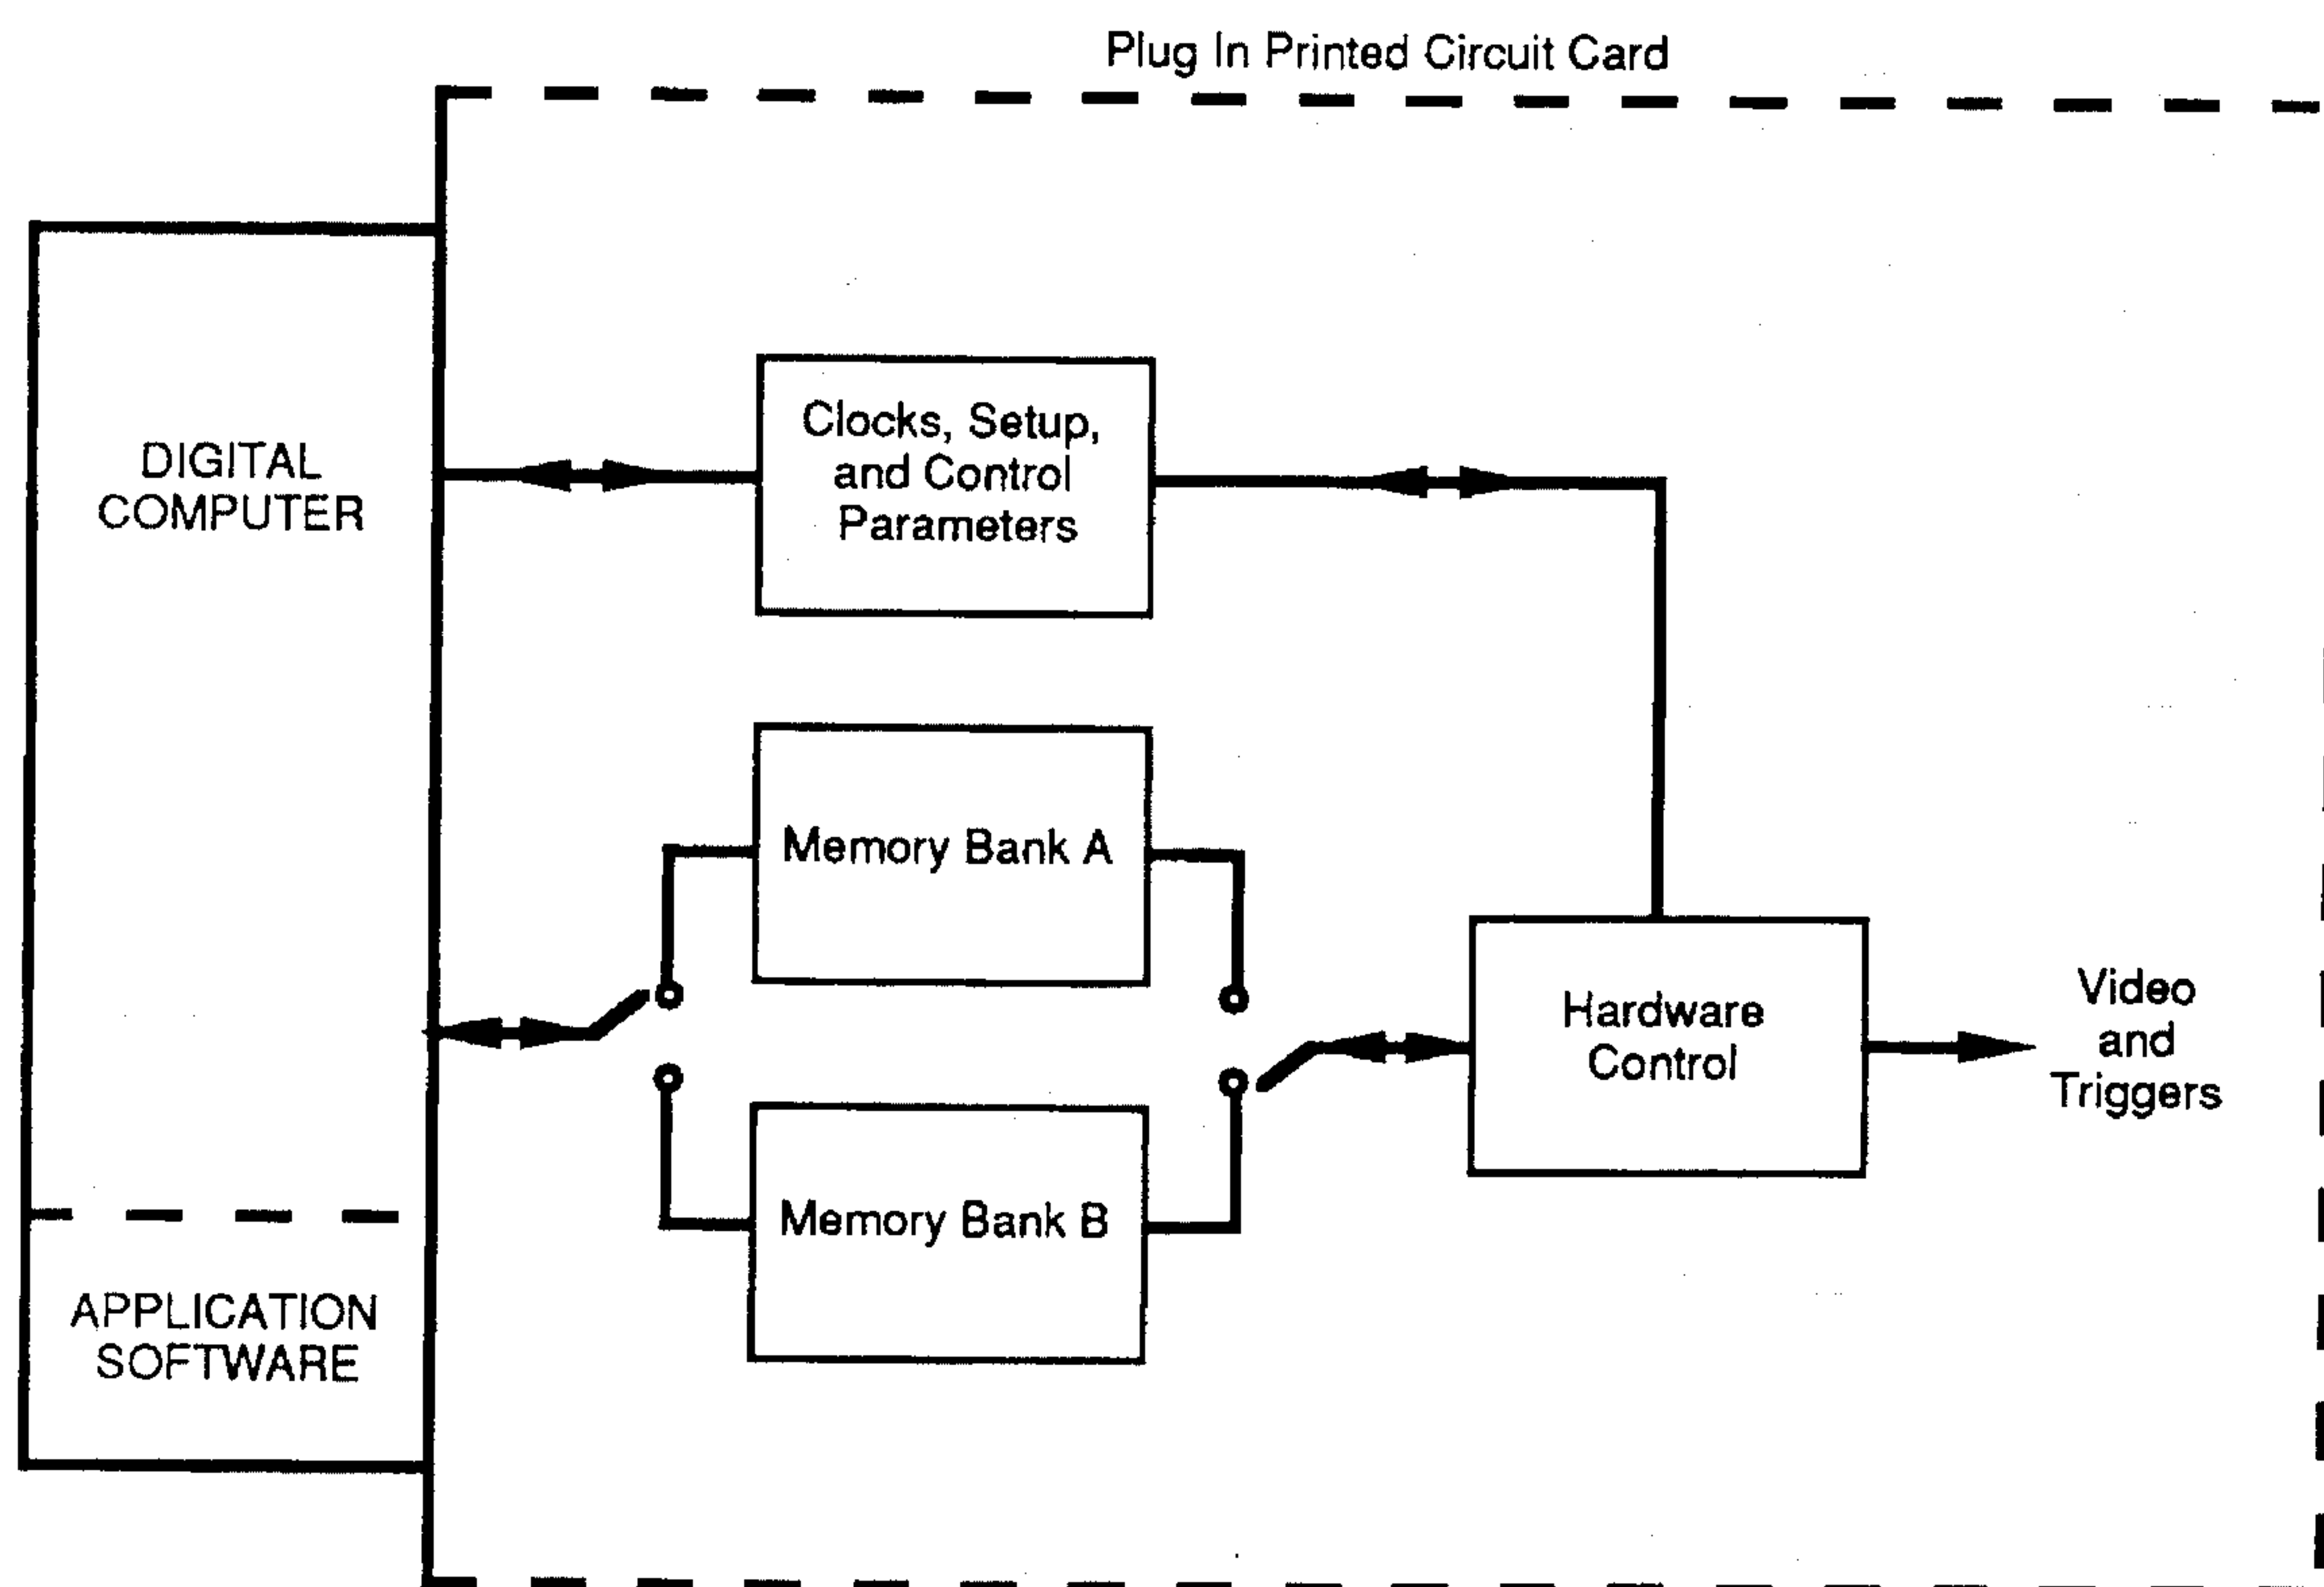 Plug In Printed Circuit Card
DIGITAL
COMPUTER
Clocks, Setup,
and Control
Parameters
Memory Bank A
Hardware
Control
Video
and
Triggers
Memory Bank B
APPLICATION
SOFTWARE